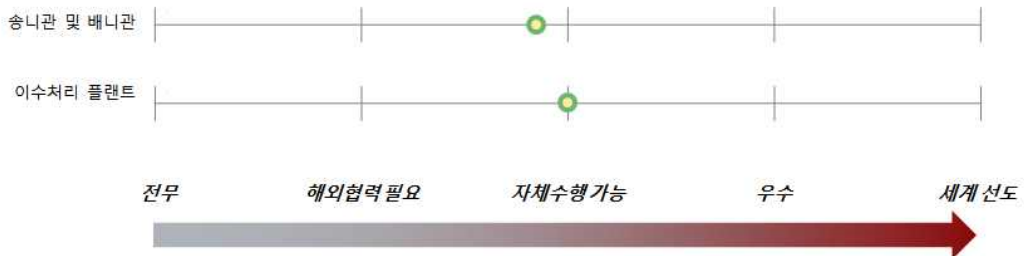 송니관 및 배니관
이수처리 플랜트
전무 해외협력 필요 자체수행 가능 우수 세계 선도